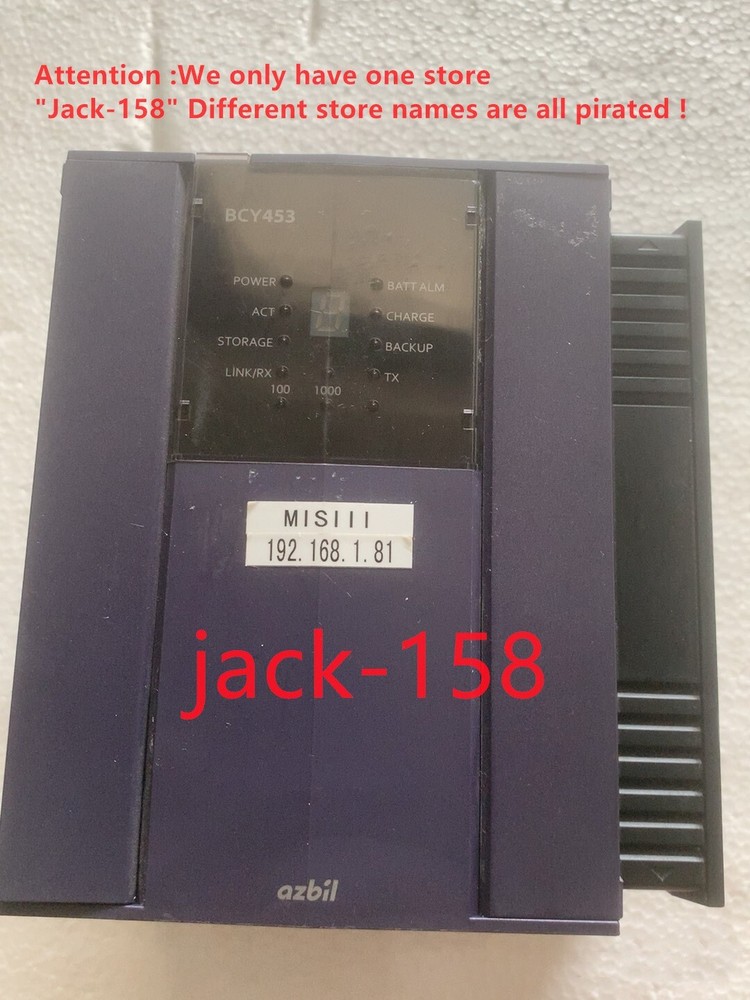 Attention :We only have one store
"Jack-158" Different store names are all pirated !
BCY453
POWER
BATT ALM
ACT
CHARGE
STORAGE
BACKUP
LINK/RX
TX
100
1000
MISIII
192.168.1.81
jack-158
azbil